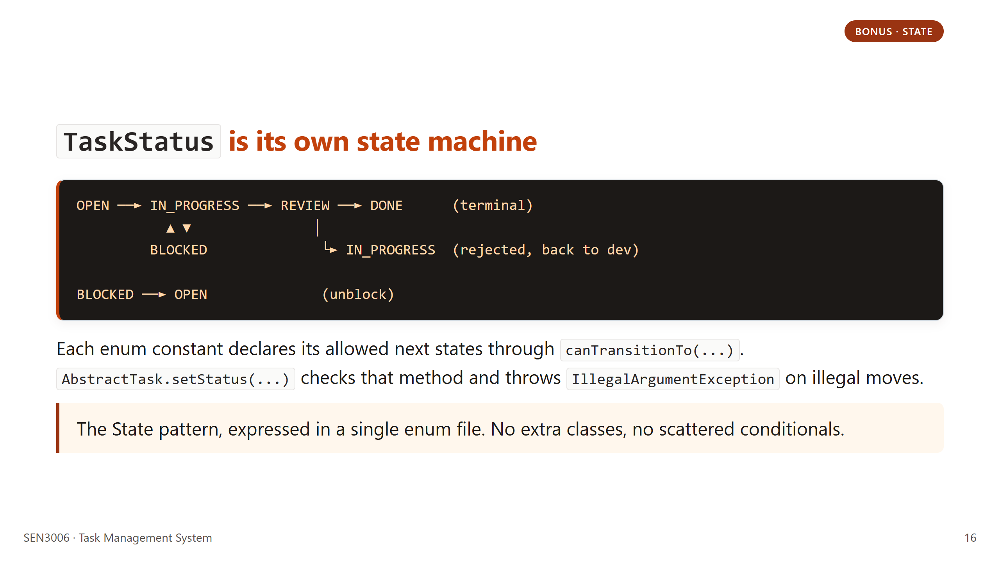 BONUS · STATE
TaskStatus is its own state machine
OPEN ──► IN_PROGRESS ──► REVIEW ──► DONE      (terminal)
           ▲ ▼               │
         BLOCKED              └► IN_PROGRESS  (rejected, back to dev)
BLOCKED ──► OPEN              (unblock)
Each enum constant declares its allowed next states through canTransitionTo(...).
AbstractTask.setStatus(...) checks that method and throws IllegalArgumentException on illegal moves.
The State pattern, expressed in a single enum file. No extra classes, no scattered conditionals.
SEN3006 · Task Management System
16